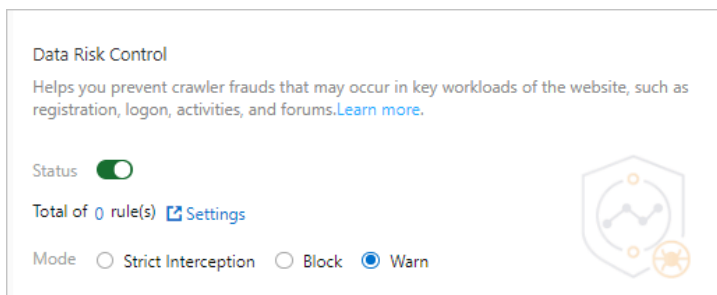 Data Risk Control
Helps you prevent crawler frauds that may occur in key workloads of the website, such as
registration, logon, activities, and forums.Learn more.
Status
Total of 0 rule(s) Settings
Mode Strict Interception Block Warn